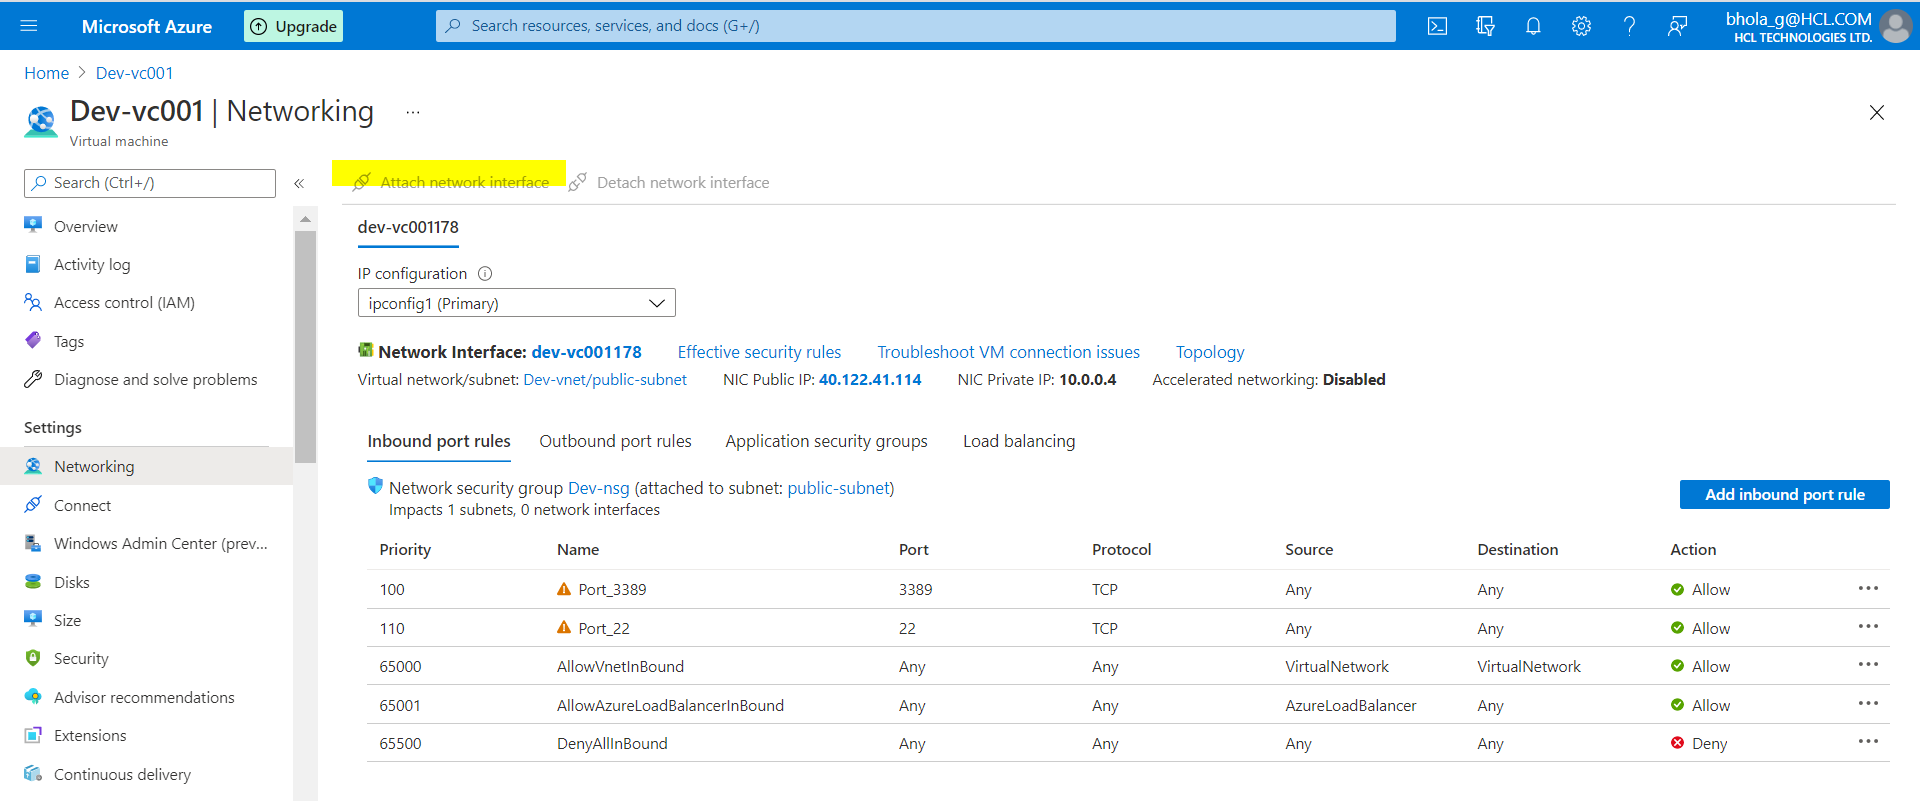 Microsoft Azure
Upgrade
Search resources, services, and docs (G+/)
bhola_g@HCL.COM
HCL TECHNOLOGIES LTD.
Home > Dev-vc001
Dev-vc001 | Networking ...
Virtual machine
Search (Ctrl+/)
«
Attach network interface
Detach network interface
Overview
Activity log
Access control (IAM)
Tags
Diagnose and solve problems
Settings
Networking
Connect
Windows Admin Center (prev...
Disks
Size
Security
Advisor recommendations
Extensions
Continuous delivery
dev-vc001178
IP configuration
ipconfig1 (Primary)
Network Interface: dev-vc001178 Effective security rules Troubleshoot VM connection issues Topology
Virtual network/subnet: Dev-vnet/public-subnet NIC Public IP: 40.122.41.114 NIC Private IP: 10.0.0.4 Accelerated networking: Disabled
Inbound port rules Outbound port rules Application security groups Load balancing
Network security group Dev-nsg (attached to subnet: public-subnet)
Impacts 1 subnets, 0 network interfaces
Add inbound port rule
Priority Name Port Protocol Source Destination Action
100 Port_3389 3389 TCP Any Any Allow
110 Port_22 22 TCP Any Any Allow
65000 AllowVnetInBound Any Any VirtualNetwork VirtualNetwork Allow
65001 AllowAzureLoadBalancerInBound Any Any AzureLoadBalancer Any Allow
65500 DenyAllInBound Any Any Any Any Deny